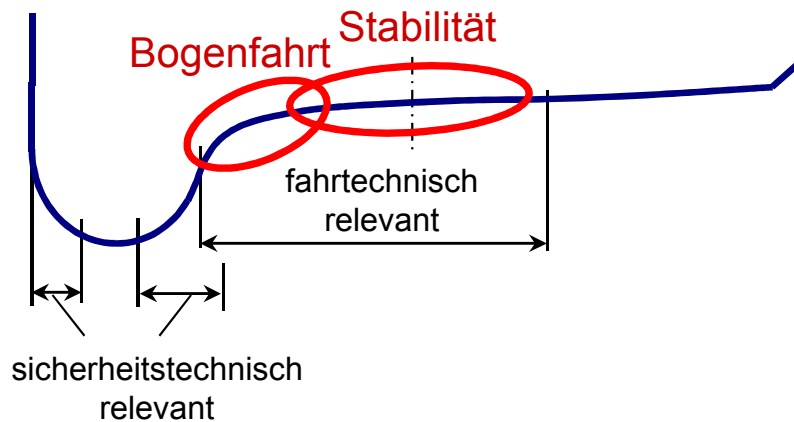 Stabilität
Bogenfahrt
fahrtechnisch
relevant
sicherheitstechnisch
relevant